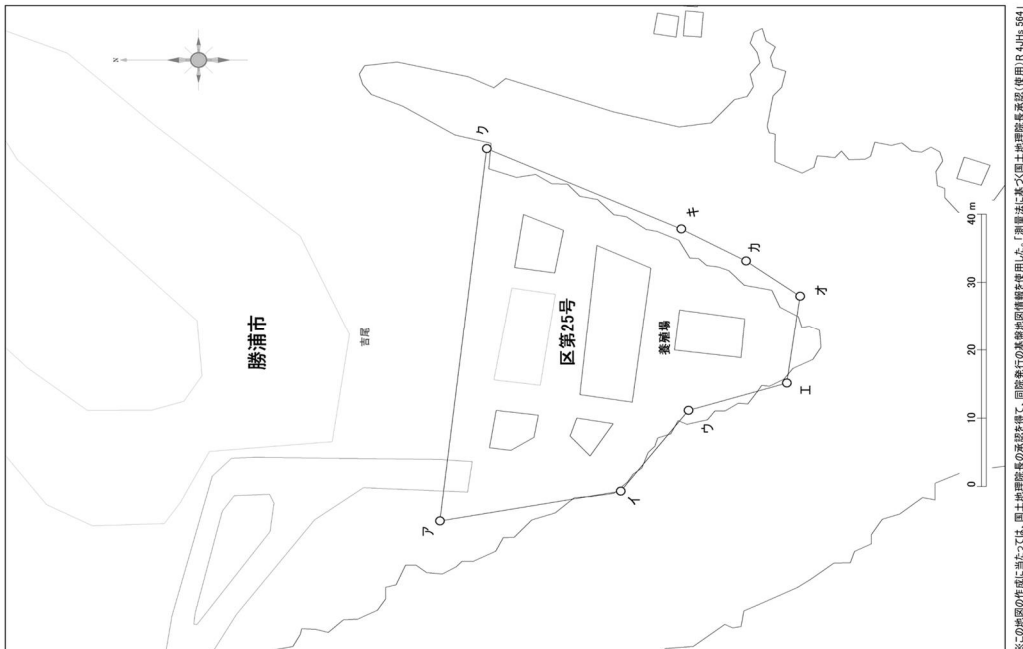 N
勝浦市
吉尾
区第25号
養殖場
ア
イ
ウ
エ
オ
カ
キ
ク
0 10 20 30 40 m
※この地図の作成に当たっては、国土地理院長の承認を得て、同院発行の基盤地図情報を使用した。「測量法に基づく国土地理院長承認(使用)R 4JHs 564」